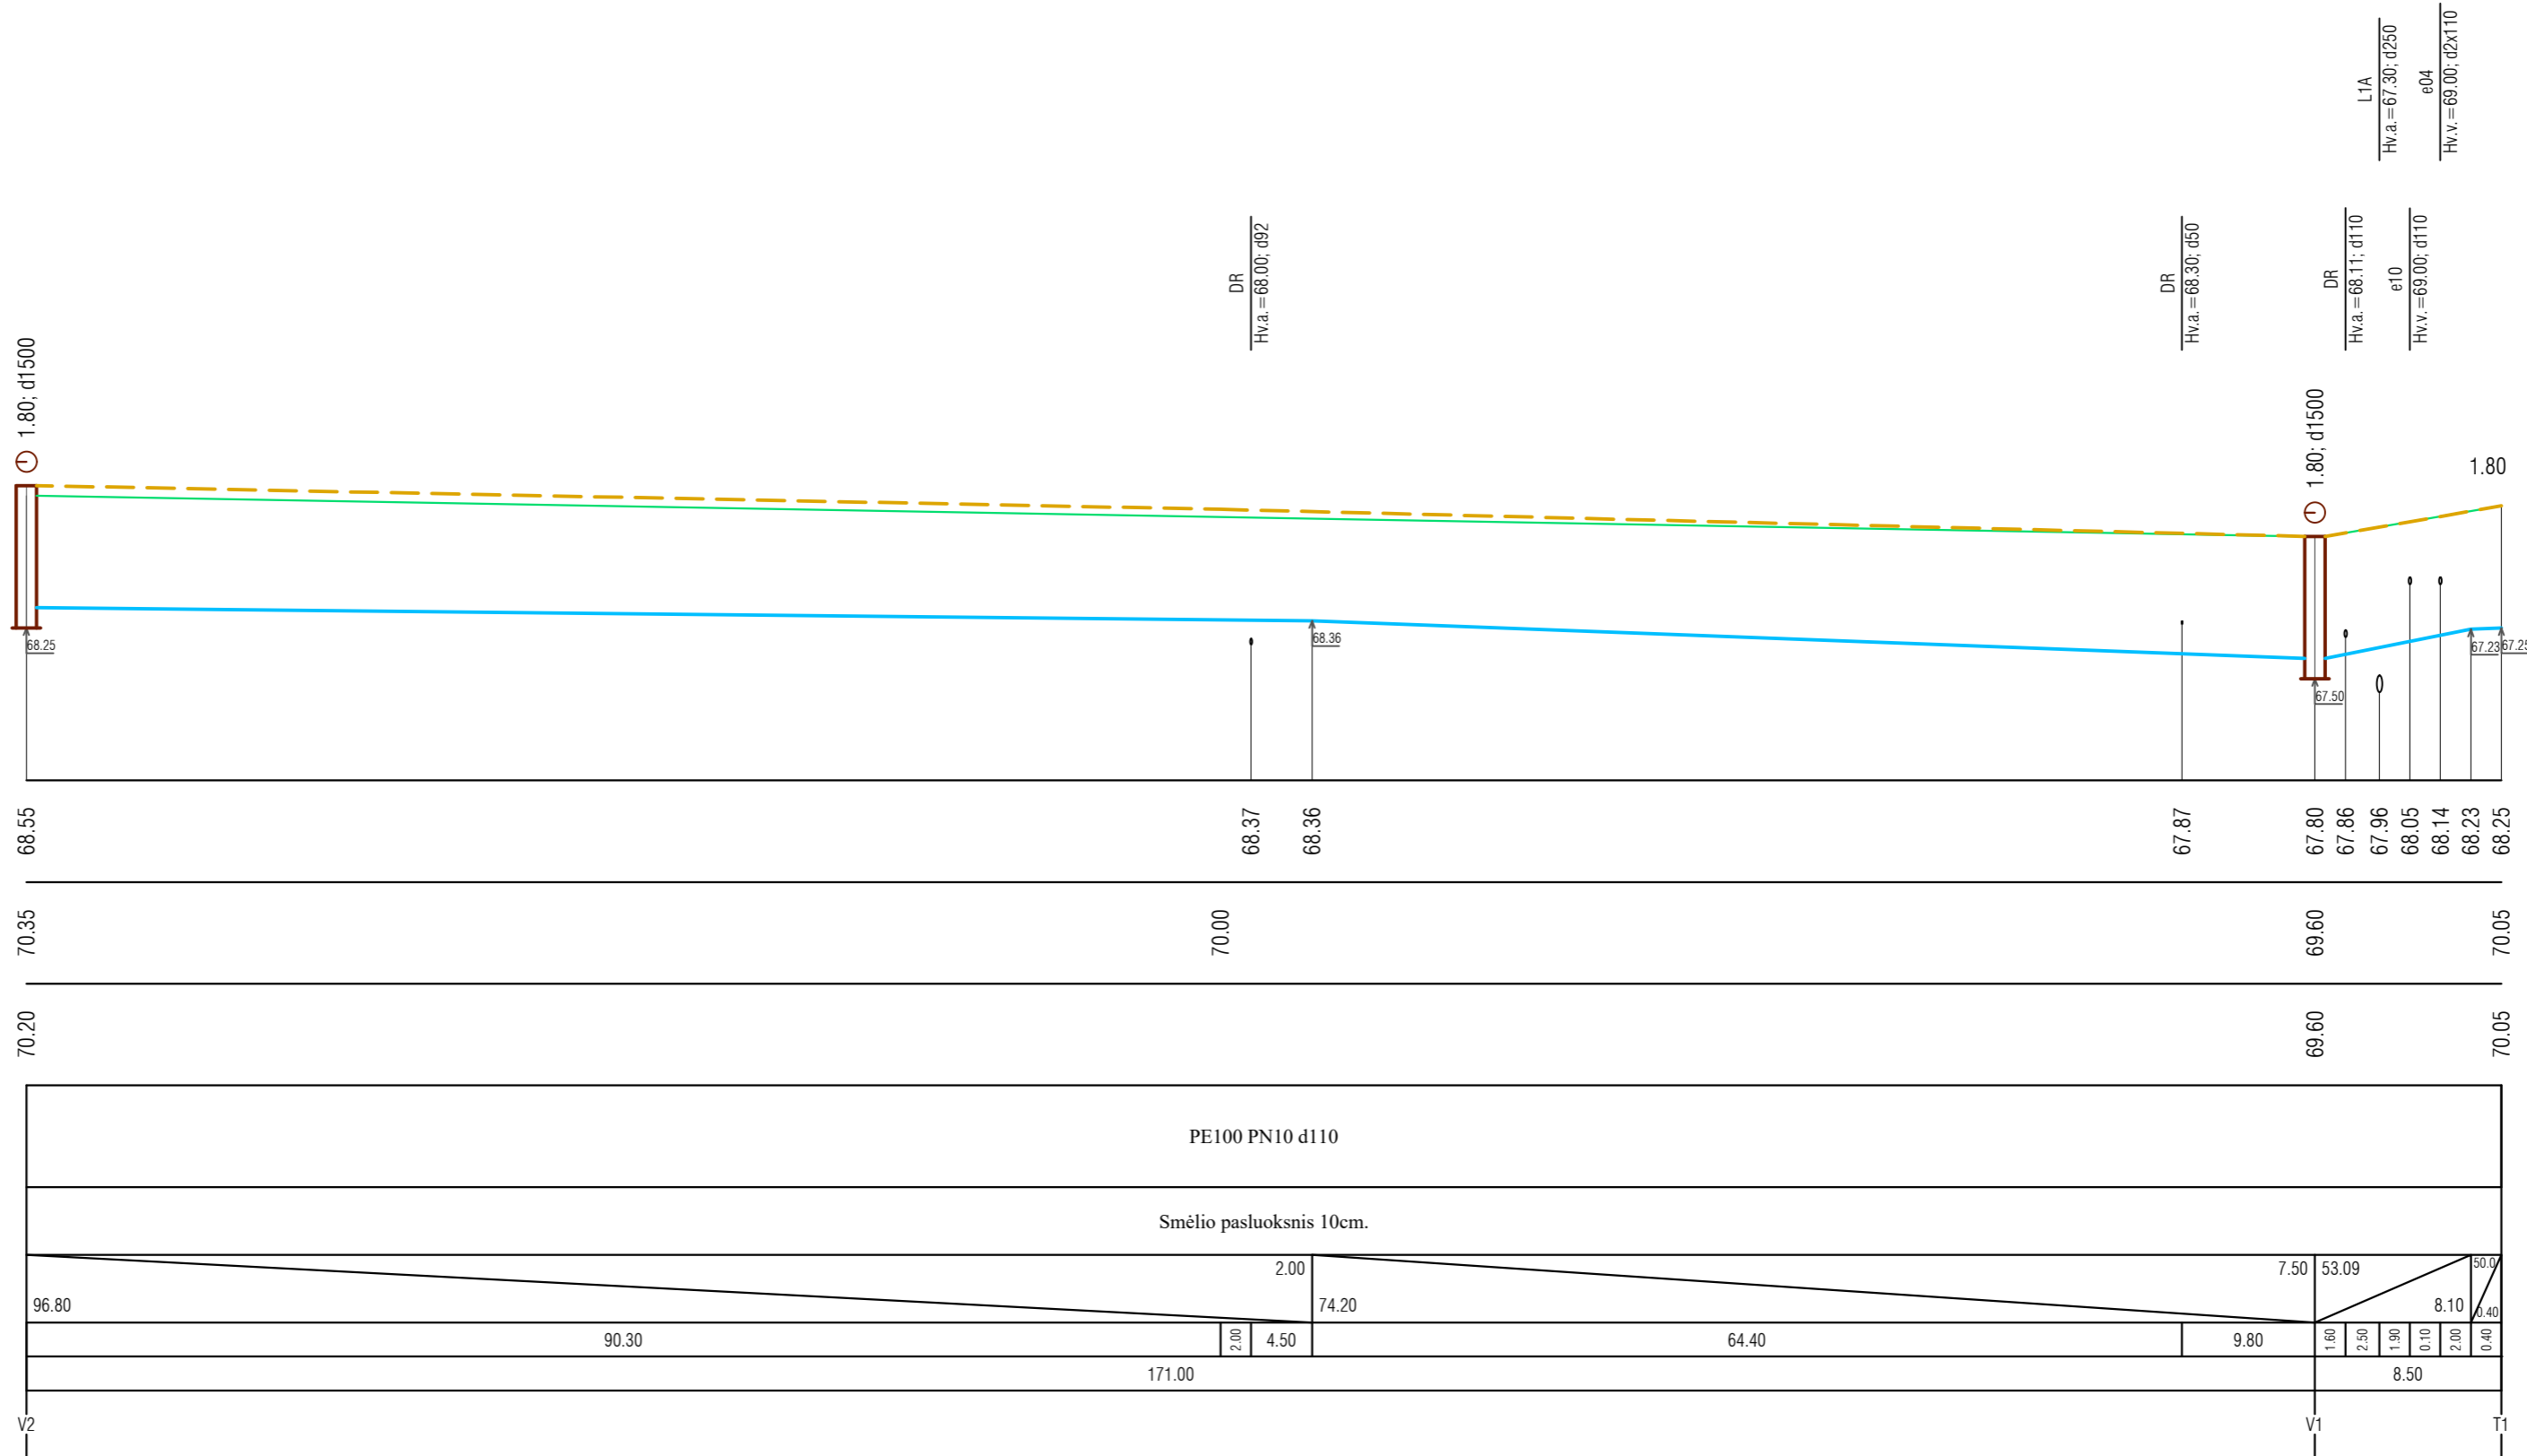 L1A
Hv.a.=67.30; d250
e04
Hv.v.=69.00; d2x110
DR
Hv.a.=68.00; d92
DR
Hv.a.=68.30; d50
DR
Hv.a.=68.11; d110
e10
Hv.v.=69.00; d110
1.80; d1500
1.80; d1500
1.80
68.25
68.36
67.50
67.23
67.25
68.55
68.37
68.36
67.87
67.80
67.86
67.96
68.05
68.14
68.23
68.25
70.35
70.00
69.60
70.05
70.20
69.60
70.05
PE100 PN10 d110
Smėlio pasluoksnis 10cm.
2.00
7.50
53.09
50.0
96.80
74.20
8.10
0.40
90.30
2.00
4.50
64.40
9.80
1.60
2.50
1.90
0.10
2.00
0.40
171.00
8.50
V2
V1
T1